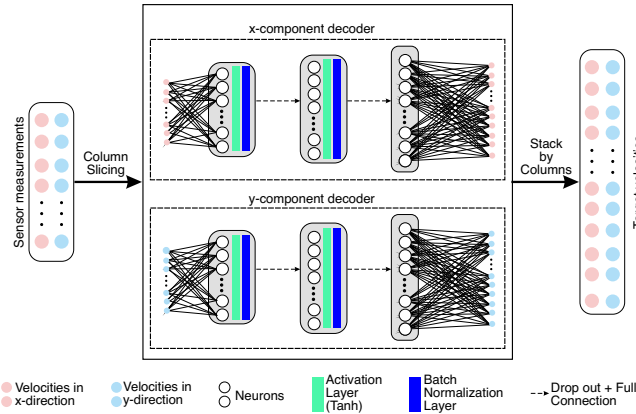 x-component decoder
Sensor measurements
Column
Slicing
Stack
by
Columns
y-component decoder
Velocities in
x-direction
Velocities in
y-direction
Neurons
Activation
Layer
(Tanh)
Batch
Normalization
Layer
Drop out + Full
Connection